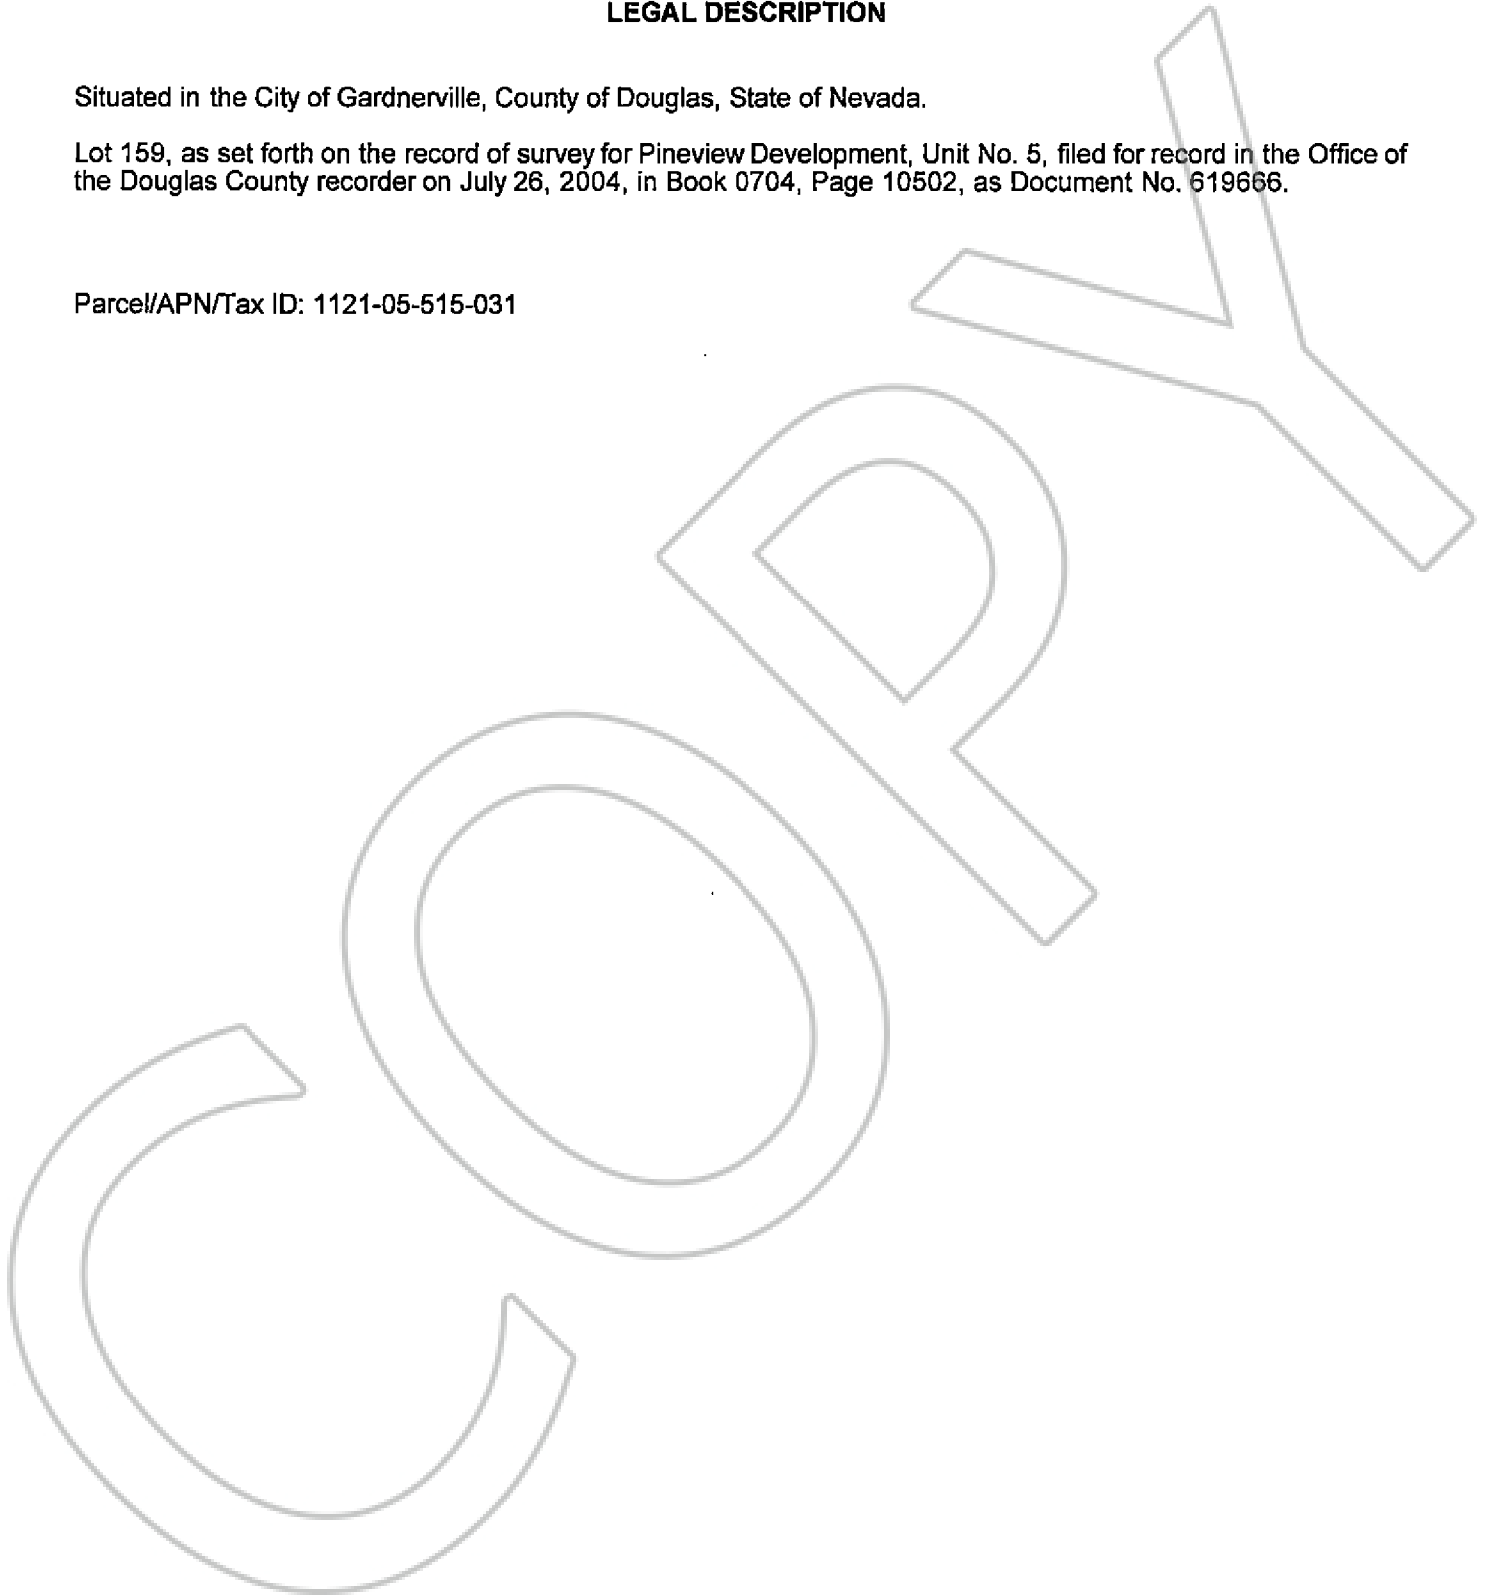 LEGAL DESCRIPTION
Situated in the City of Gardnerville, County of Douglas, State of Nevada.
Lot 159, as set forth on the record of survey for Pineview Development, Unit No. 5, filed for record in the Office of
the Douglas County recorder on July 26, 2004, in Book 0704, Page 10502, as Document No. 619666.
Parcel/APN/Tax ID: 1121-05-515-031
COPY